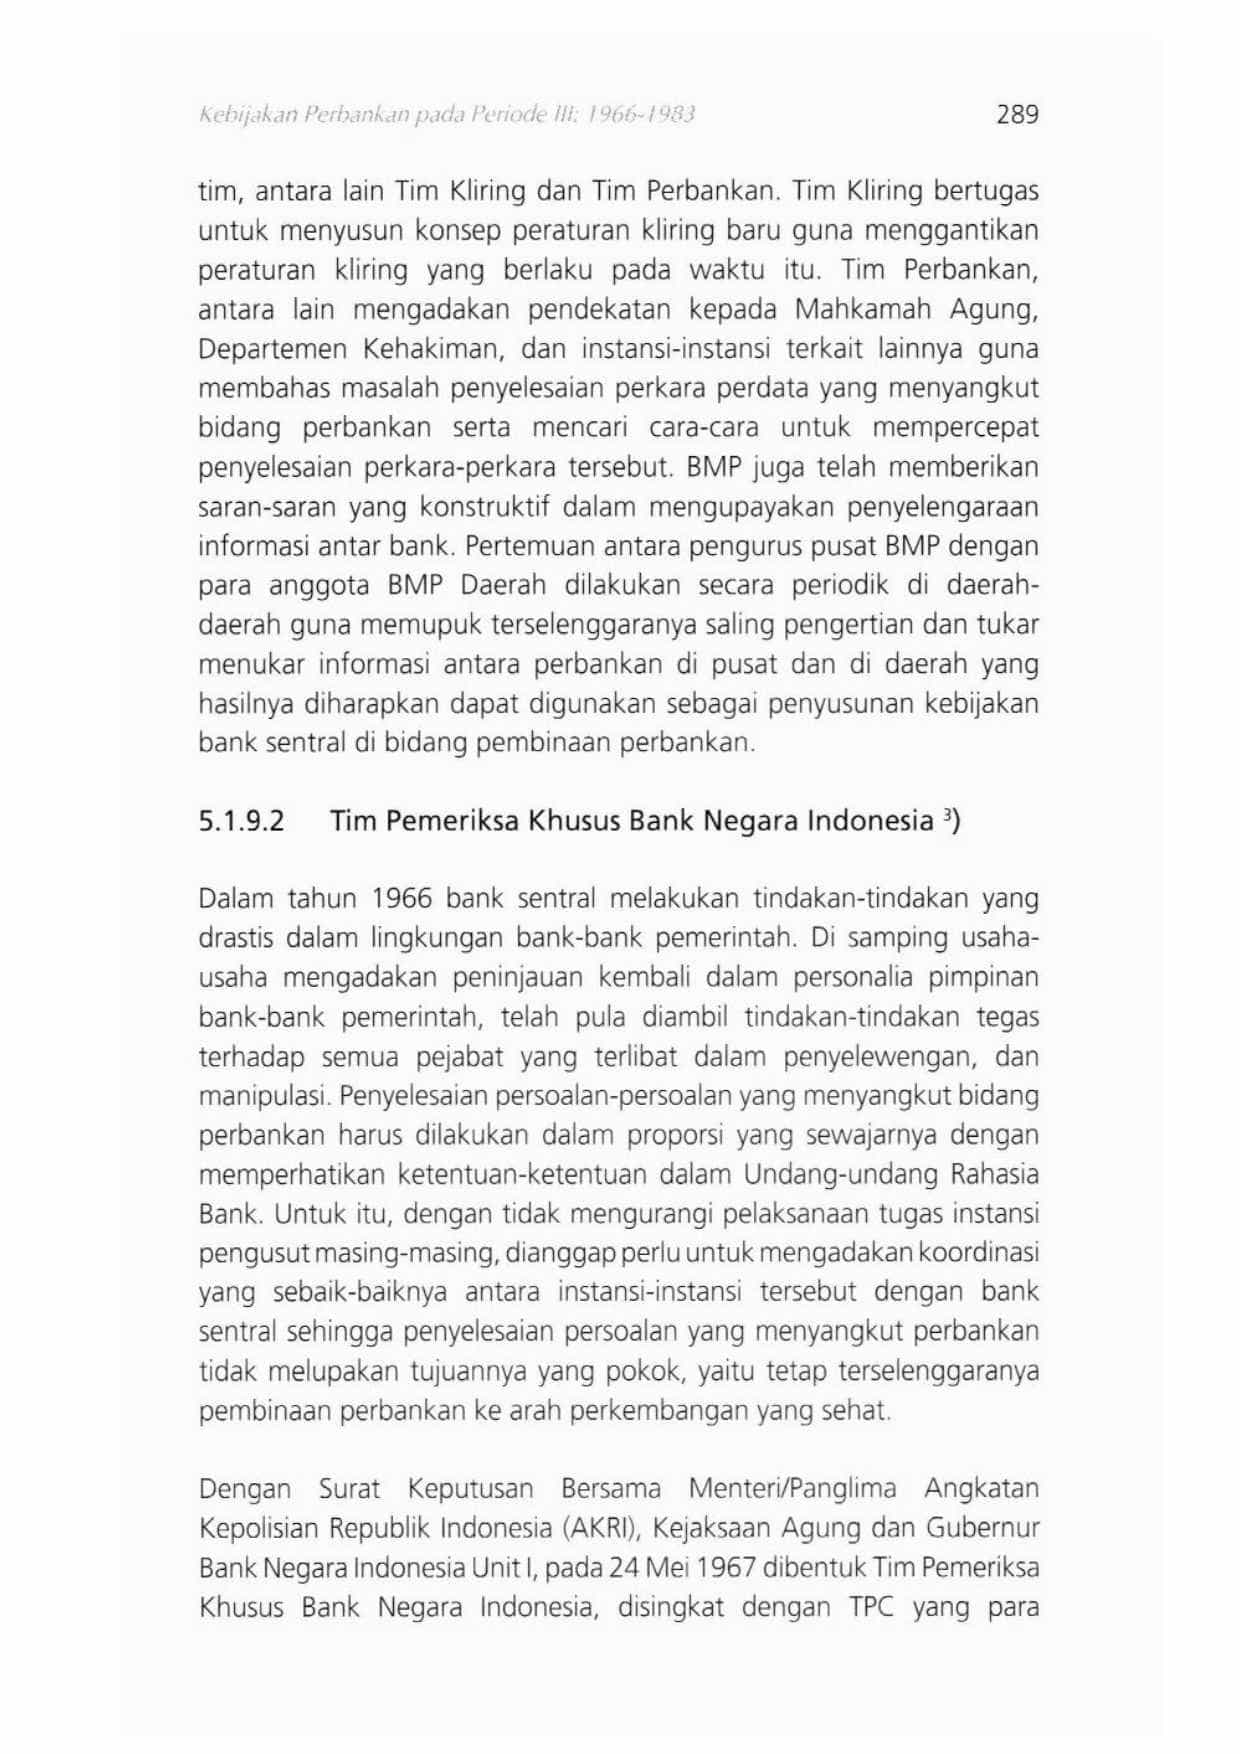 Kebijakan Perbankan pada Periode III: 1966-1983 289
tim, antara lain Tim Kliring dan Tim Perbankan. Tim Kliring bertugas
untuk menyusun konsep peraturan kliring baru guna menggantikan
peraturan kliring yang berlaku pada waktu itu. Tim Perbankan,
antara lain mengadakan pendekatan kepada Mahkamah Agung,
Departemen Kehakiman, dan instansi-instansi terkait lainnya guna
membahas masalah penyelesaian perkara perdata yang menyangkut
bidang perbankan serta mencari cara-cara untuk mempercepat
penyelesaian perkara-perkara tersebut. BMP juga telah memberikan
saran-saran yang konstruktif dalam mengupayakan penyelengaraan
informasi antar bank. Pertemuan antara pengurus pusat BMP dengan
para anggota BMP Daerah dilakukan secara periodik di daerah-
daerah guna memupuk terselenggaranya saling pengertian dan tukar
menukar informasi antara perbankan di pusat dan di daerah yang
hasilnya diharapkan dapat digunakan sebagai penyusunan kebijakan
bank sentral di bidang pembinaan perbankan.
5.1.9.2 Tim Pemeriksa Khusus Bank Negara Indonesia ³)
Dalam tahun 1966 bank sentral melakukan tindakan-tindakan yang
drastis dalam lingkungan bank-bank pemerintah. Di samping usaha-
usaha mengadakan peninjauan kembali dalam personalia pimpinan
bank-bank pemerintah, telah pula diambil tindakan-tindakan tegas
terhadap semua pejabat yang terlibat dalam penyelewengan, dan
manipulasi. Penyelesaian persoalan-persoalan yang menyangkut bidang
perbankan harus dilakukan dalam proporsi yang sewajarnya dengan
memperhatikan ketentuan-ketentuan dalam Undang-undang Rahasia
Bank. Untuk itu, dengan tidak mengurangi pelaksanaan tugas instansi
pengusut masing-masing, dianggap perlu untuk mengadakan koordinasi
yang sebaik-baiknya antara instansi-instansi tersebut dengan bank
sentral sehingga penyelesaian persoalan yang menyangkut perbankan
tidak melupakan tujuannya yang pokok, yaitu tetap terselenggaranya
pembinaan perbankan ke arah perkembangan yang sehat.
Dengan Surat Keputusan Bersama Menteri/Panglima Angkatan
Kepolisian Republik Indonesia (AKRI), Kejaksaan Agung dan Gubernur
Bank Negara Indonesia Unit I, pada 24 Mei 1967 dibentuk Tim Pemeriksa
Khusus Bank Negara Indonesia, disingkat dengan TPC yang para